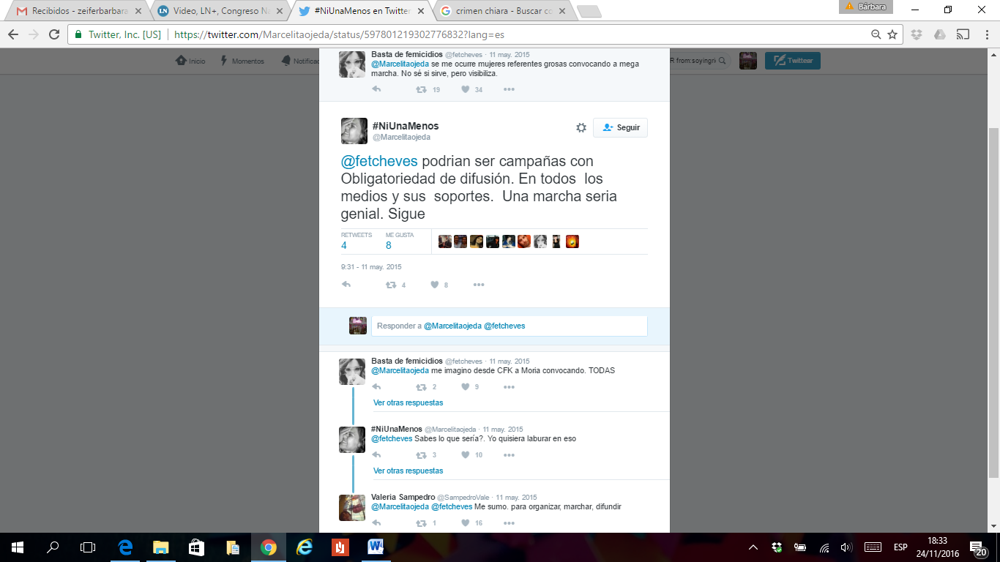 Recibidos - zeiferbarbara
Video, LN+, Congreso Na
#NiUnaMenos en Twitter
crimen chiara - Buscar co
Bárbara
Twitter, Inc. [US] https://twitter.com/Marcelitaojeda/status/597801219302776832?lang=es
Inicio
Momentos
Notificac
R from:soyingri
Twittear
Basta de femicidios @fetcheves · 11 may. 2015
@Marcelitaojeda se me ocurre mujeres referentes grosas convocando a mega
marcha. No sé si sirve, pero visibiliza.
19 34
#NiUnaMenos
@Marcelitaojeda
Seguir
@fetcheves podrian ser campañas con
Obligatoriedad de difusión. En todos los
medios y sus soportes. Una marcha seria
genial. Sigue
RETWEETS ME GUSTA
4 8
9:31 - 11 may. 2015
4 8
Responder a @Marcelitaojeda @fetcheves
Basta de femicidios @fetcheves · 11 may. 2015
@Marcelitaojeda me imagino desde CFK a Moria convocando. TODAS
2 9
Ver otras respuestas
#NiUnaMenos @Marcelitaojeda · 11 may. 2015
@fetcheves Sabes lo que sería?. Yo quisiera laburar en eso
3 10
Ver otras respuestas
Valeria Sampedro @SampedroVale · 11 may. 2015
@Marcelitaojeda @fetcheves Me sumo. para organizar, marchar, difundir
1 16
ESP
18:33
24/11/2016
20